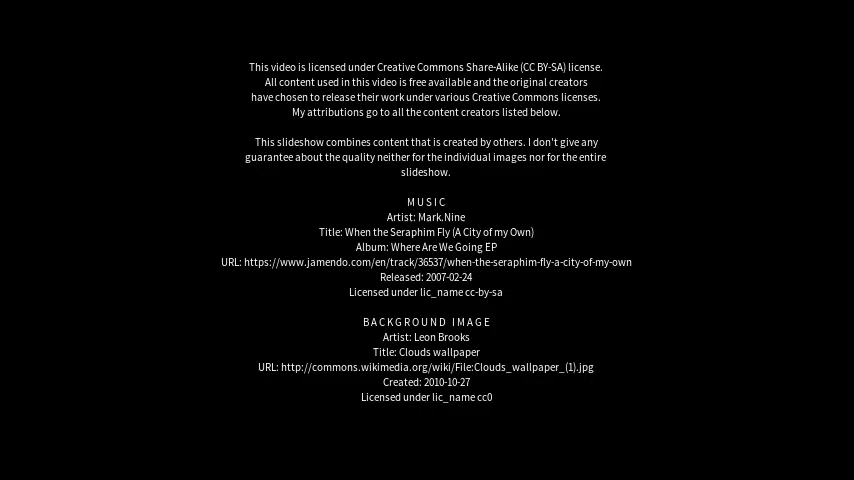 This video is licensed under Creative Commons Share-Alike (CC BY-SA) license.
All content used in this video is free available and the original creators
have chosen to release their work under various Creative Commons licenses.
My attributions go to all the content creators listed below.
This slideshow combines content that is created by others. I don't give any
guarantee about the quality neither for the individual images nor for the entire
slideshow.
MUSIC
Artist: Mark.Nine
Title: When the Seraphim Fly (A City of my Own)
Album: Where Are We Going EP
URL: https://www.jamendo.com/en/track/36537/when-the-seraphim-fly-a-city-of-my-own
Released: 2007-02-24
Licensed under lic_name cc-by-sa
BACKGROUND IMAGE
Artist: Leon Brooks
Title: Clouds wallpaper
URL: http://commons.wikimedia.org/wiki/File:Clouds_wallpaper_(1).jpg
Created: 2010-10-27
Licensed under lic_name cc0